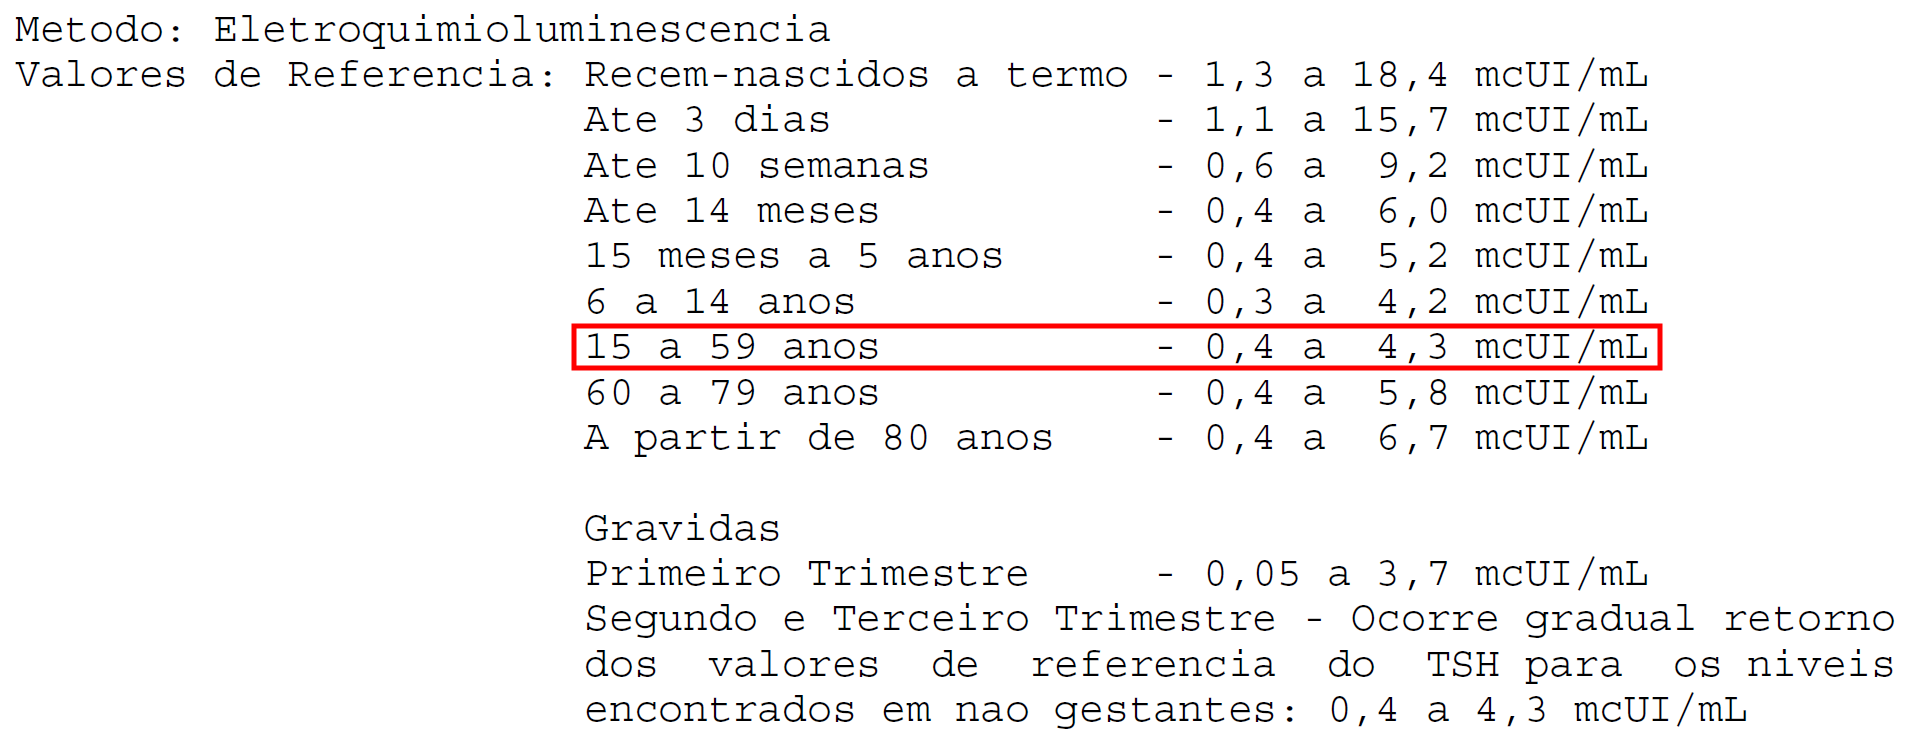 Metodo: Eletroquimioluminescencia
Valores de Referencia: Recem-nascidos a termo - 1,3 a 18,4 mcUI/mL
Ate 3 dias - 1,1 a 15,7 mcUI/mL
Ate 10 semanas - 0,6 a 9,2 mcUI/mL
Ate 14 meses - 0,4 a 6,0 mcUI/mL
15 meses a 5 anos - 0,4 a 5,2 mcUI/mL
6 a 14 anos - 0,3 a 4,2 mcUI/mL
15 a 59 anos - 0,4 a 4,3 mcUI/mL
60 a 79 anos - 0,4 a 5,8 mcUI/mL
A partir de 80 anos - 0,4 a 6,7 mcUI/mL
Gravidas
Primeiro Trimestre - 0,05 a 3,7 mcUI/mL
Segundo e Terceiro Trimestre - Ocorre gradual retorno
dos valores de referencia do TSH para os niveis
encontrados em nao gestantes: 0,4 a 4,3 mcUI/mL